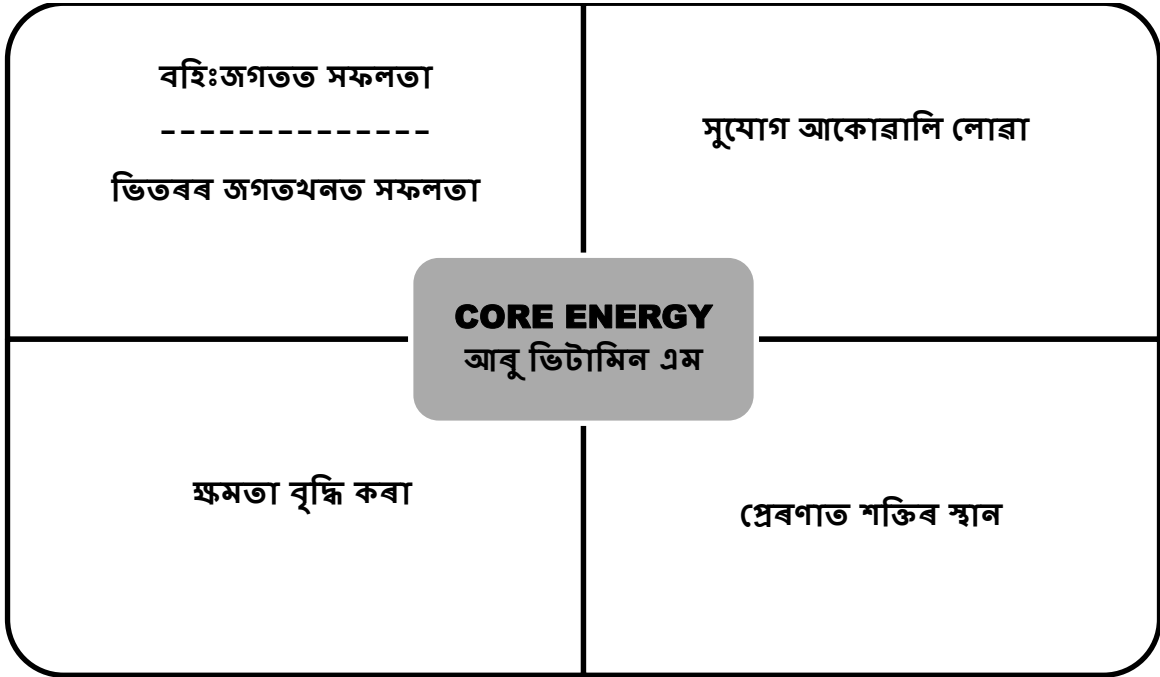 বহিঃজগতত সফলতা
--------------
ভিতৰৰ জগতখনত সফলতা
সুযোগ আকোৱালি লোৱা
CORE ENERGY
আৰু ভিটামিন এম
ক্ষমতা বৃদ্ধি কৰা
প্ৰেৰণাত শক্তিৰ স্থান